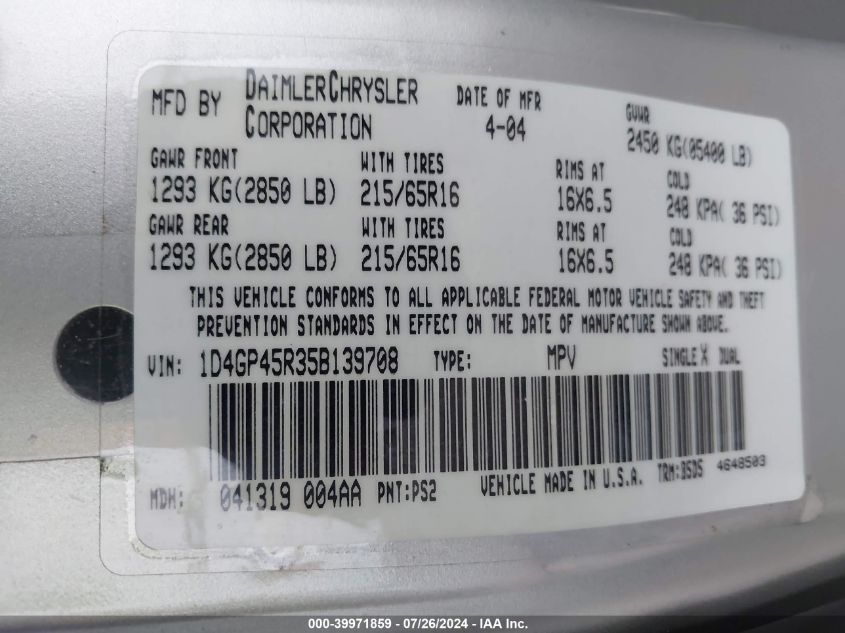 MFD BY DAIMLERCHRYSLER CORPORATION DATE OF MFR 4-04 GVWR 2450 KG(05400 LB)
GAWR FRONT WITH TIRES RIMS AT COLD
1293 KG(2850 LB) 215/65R16 16X6.5 248 KPA( 36 PSI)
GAWR REAR WITH TIRES RIMS AT COLD
1293 KG(2850 LB) 215/65R16 16X6.5 248 KPA( 36 PSI)
THIS VEHICLE CONFORMS TO ALL APPLICABLE FEDERAL MOTOR VEHICLE SAFETY AND THEFT
PREVENTION STANDARDS IN EFFECT ON THE DATE OF MANUFACTURE SHOWN ABOVE.
VIN: 1D4GP45R35B139708 TYPE: MPV SINGLE X DUAL
MDH: 041319 004AA PNT:PS2 VEHICLE MADE IN U.S.A. TRM:BSD5 4648503
000-39971859 - 07/26/2024 - IAA Inc.